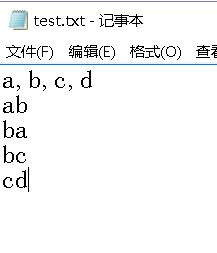 test.txt - 记事本
文件(F) 编辑(E) 格式(O) 查看
a, b, c, d
ab
ba
bc
cd